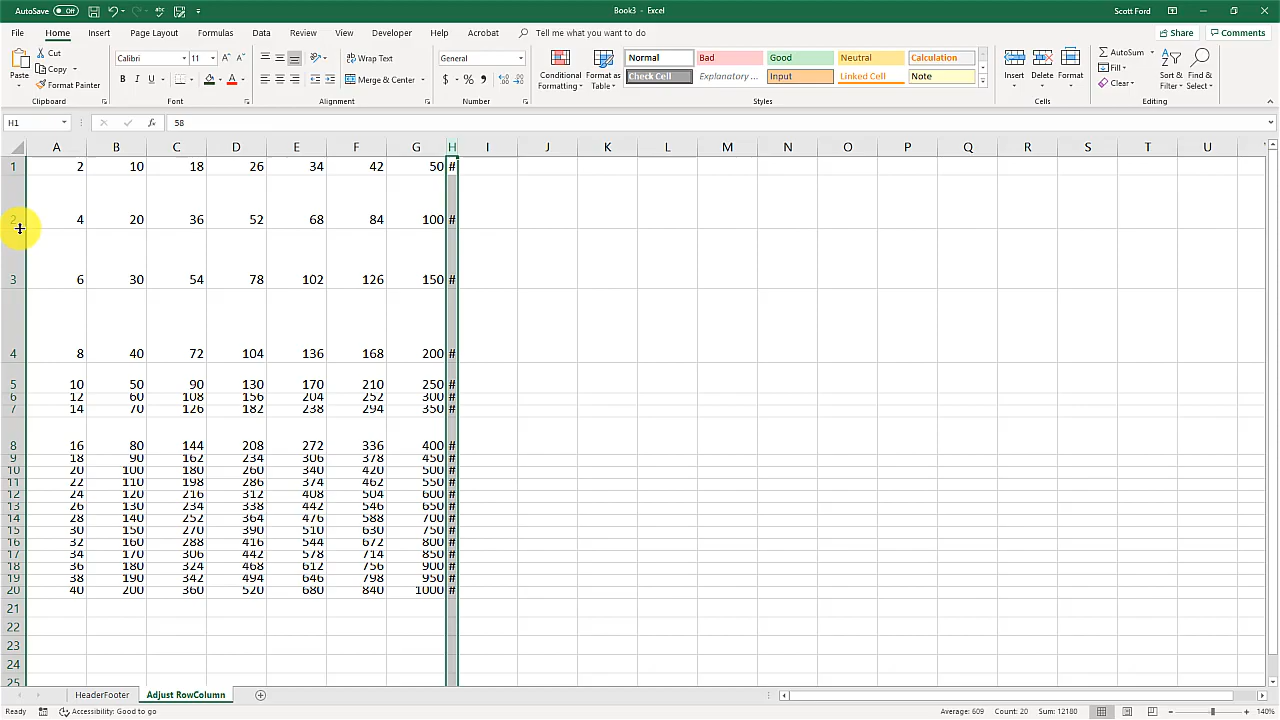 AutoSave Off Book3 - Excel Scott Ford
File Home Insert Page Layout Formulas Data Review View Developer Help Acrobat Tell me what you want to do Share Comments
Paste Cut Copy Format Painter Clipboard
Calibri 11 B I U A Font
Wrap Text Merge & Center Alignment
General $ % Number
Conditional Formatting Format as Table Normal Bad Good Neutral Calculation
Check Cell Explanatory ... Input Linked Cell Note
Styles
Insert Delete Format Cells
AutoSum Fill Clear Sort & Filter Find & Select Editing
H1 fx 58
A B C D E F G H I J K L M N O P Q R S T U
1 2 10 18 26 34 42 50 #
2 4 20 36 52 68 84 100 #
3 6 30 54 78 102 126 150 #
4 8 40 72 104 136 168 200 #
5 10 50 90 130 170 210 250 #
6 12 60 108 156 204 252 300 #
7 14 70 126 182 238 294 350 #
8 16 80 144 208 272 336 400 #
9 18 90 162 234 306 378 450 #
10 20 100 180 260 340 420 500 #
11 22 110 198 286 374 462 550 #
12 24 120 216 312 408 504 600 #
13 26 130 234 338 442 546 650 #
14 28 140 252 364 476 588 700 #
15 30 150 270 390 510 630 750 #
16 32 160 288 416 544 672 800 #
17 34 170 306 442 578 714 850 #
18 36 180 324 468 612 756 900 #
19 38 190 342 494 646 798 950 #
20 40 200 360 520 680 840 1000 #
21
22
23
24
25
HeaderFooter Adjust RowColumn
Ready Accessibility: Good to go Average: 609 Count: 20 Sum: 12180 140%